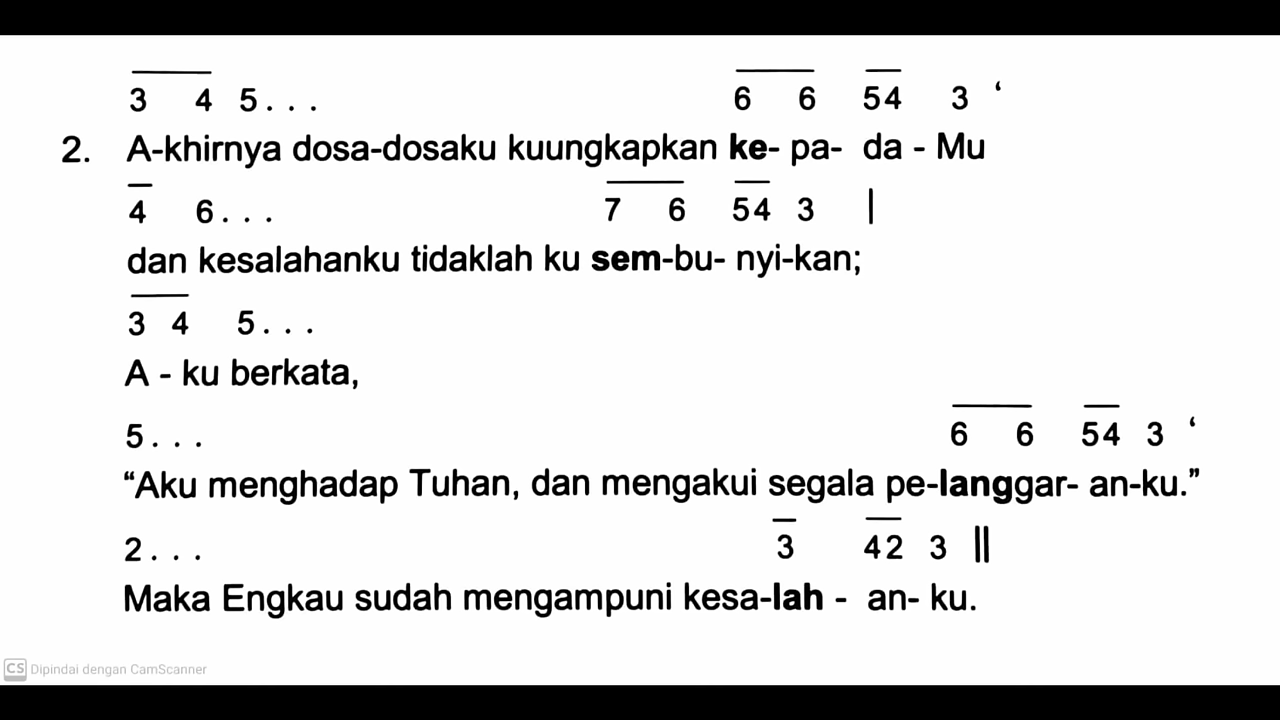 3 4 5 . . . 6 6 54 3 ‘
2. A-khirnya dosa-dosaku kuungkapkan ke- pa- da - Mu
4 6 . . . 7 6 54 3 |
dan kesalahanku tidaklah ku sem-bu- nyi-kan;
3 4 5 . . .
A - ku berkata,
5 . . . 6 6 54 3 ‘
“Aku menghadap Tuhan, dan mengakui segala pe-langgar- an-ku.”
2 . . . 3 42 3 ||
Maka Engkau sudah mengampuni kesa-lah - an- ku.
CS Dipindai dengan CamScanner